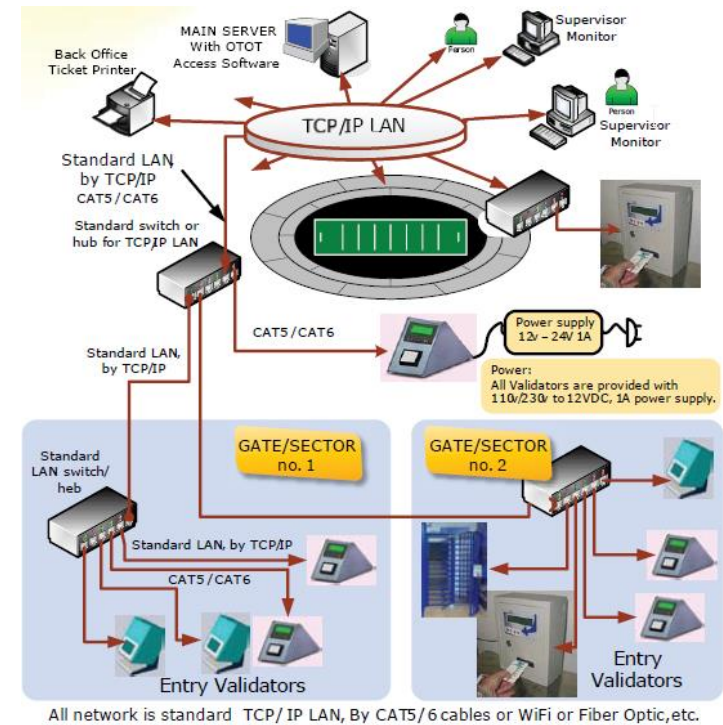 MAIN SERVER
With OTOT
Access Software
Person
Supervisor
Monitor
Back Office
Ticket Printer
Person
Supervisor
Monitor
TCP/IP LAN
Standard LAN,
by TCP/IP
CAT5/CAT6
Standard switch or
hub for TCP/IP LAN
CAT5/CAT6
Power supply
12v – 24V 1A
Standard LAN,
by TCP/IP
Power:
All Validators are provided with
110v/230v to 12VDC, 1A power supply.
GATE/SECTOR
no. 1
GATE/SECTOR
no. 2
Standard
LAN switch/
heb
Standard LAN, by TCP/IP
CAT5/CAT6
Entry Validators
Entry
Validators
All network is standard TCP/ IP LAN, By CAT5/6 cables or WiFi or Fiber Optic,etc.